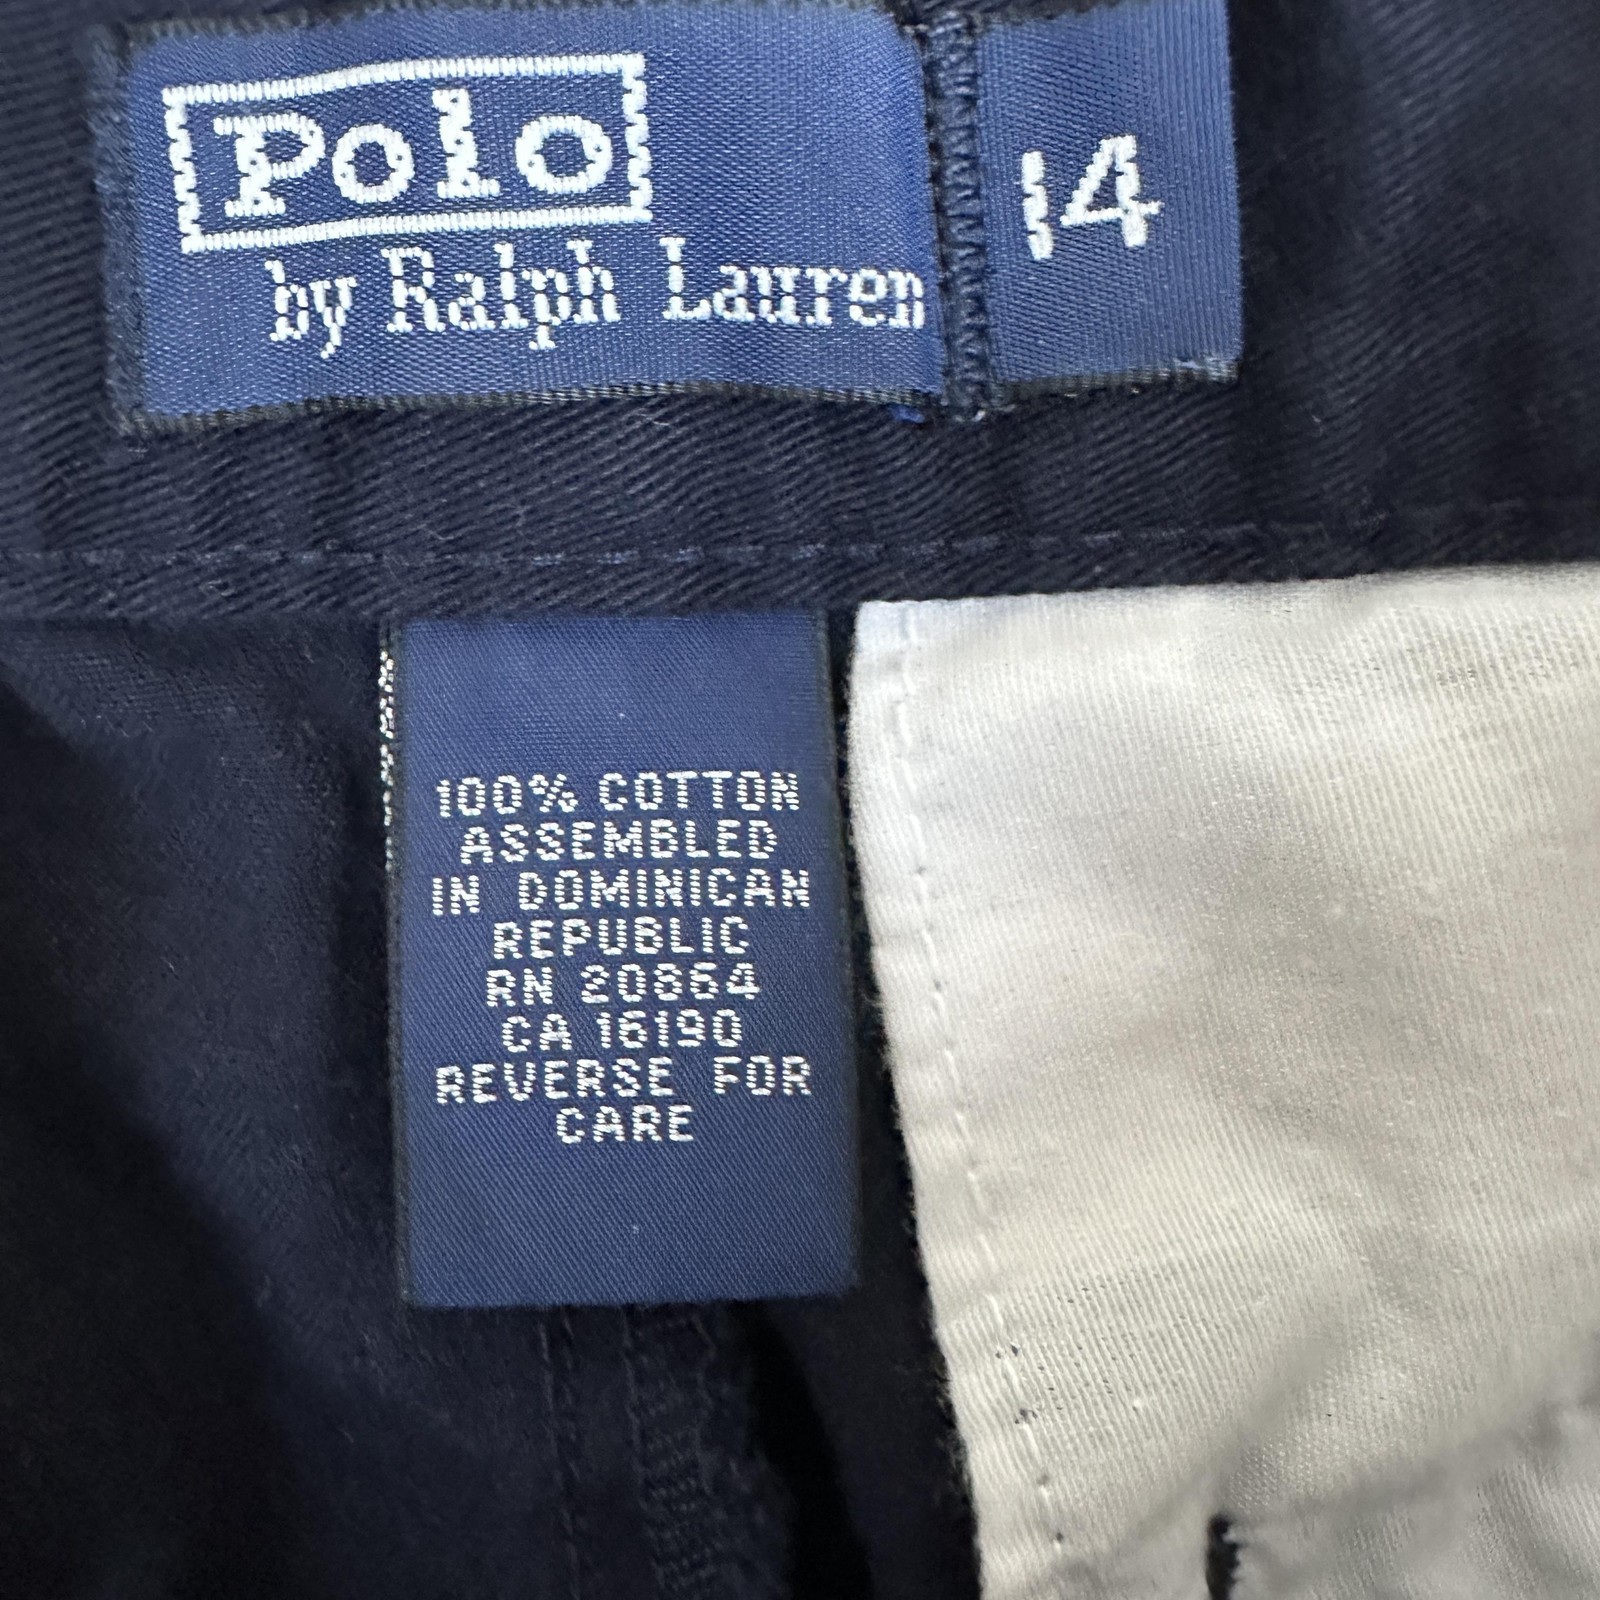 Polo
by Ralph Lauren
14
100% COTTON
ASSEMBLED
IN DOMINICAN
REPUBLIC
RN 20864
CA 16190
REVERSE FOR
CARE